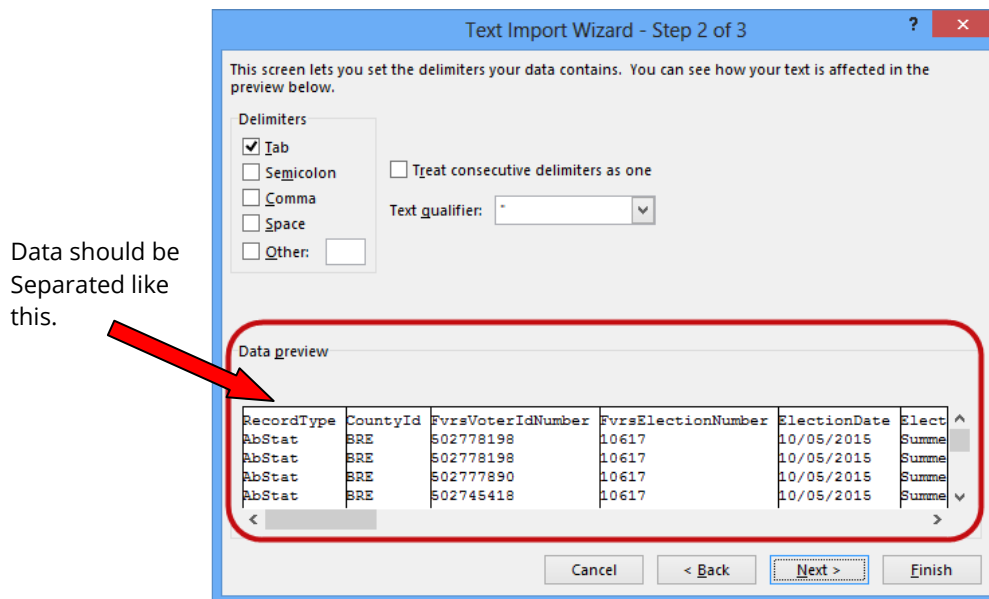 Text Import Wizard - Step 2 of 3
?
×
This screen lets you set the delimiters your data contains. You can see how your text is affected in the
preview below.
Delimiters
Tab
Semicolon
Comma
Space
Other:
Treat consecutive delimiters as one
Text qualifier: "
Data should be
Separated like
this.
Data preview
RecordType CountyId FvrsVoterIdNumber FvrsElectionNumber ElectionDate Elect
AbStat BRE 502778198 10617 10/05/2015 Summe
AbStat BRE 502778198 10617 10/05/2015 Summe
AbStat BRE 502777890 10617 10/05/2015 Summe
AbStat BRE 502745418 10617 10/05/2015 Summe
Cancel
< Back
Next >
Finish